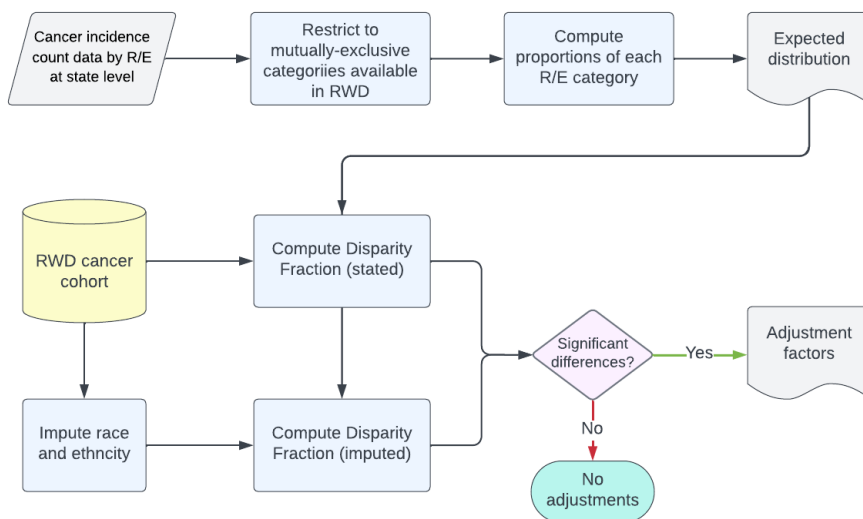 Cancer incidence
count data by R/E
at state level
Restrict to
mutually-exclusive
categoriies available
in RWD
Compute
proportions of each
R/E category
Expected
distribution
RWD cancer
cohort
Compute Disparity
Fraction (stated)
Significant
differences?
Yes
Adjustment
factors
Impute race
and ethncity
Compute Disparity
Fraction (imputed)
No
No
adjustments